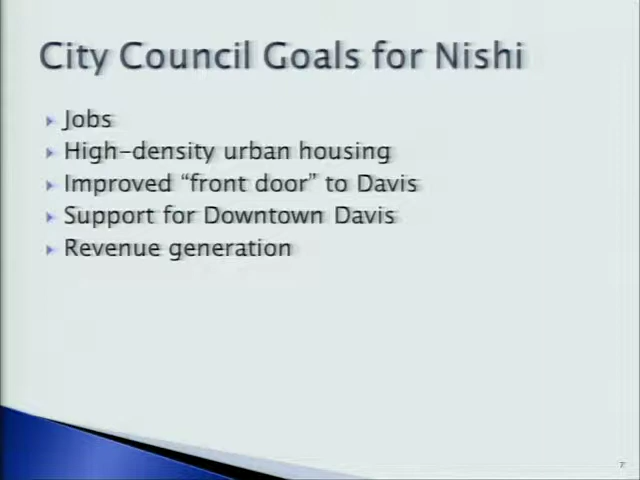 City Council Goals for Nishi
Jobs
High-density urban housing
Improved “front door” to Davis
Support for Downtown Davis
Revenue generation